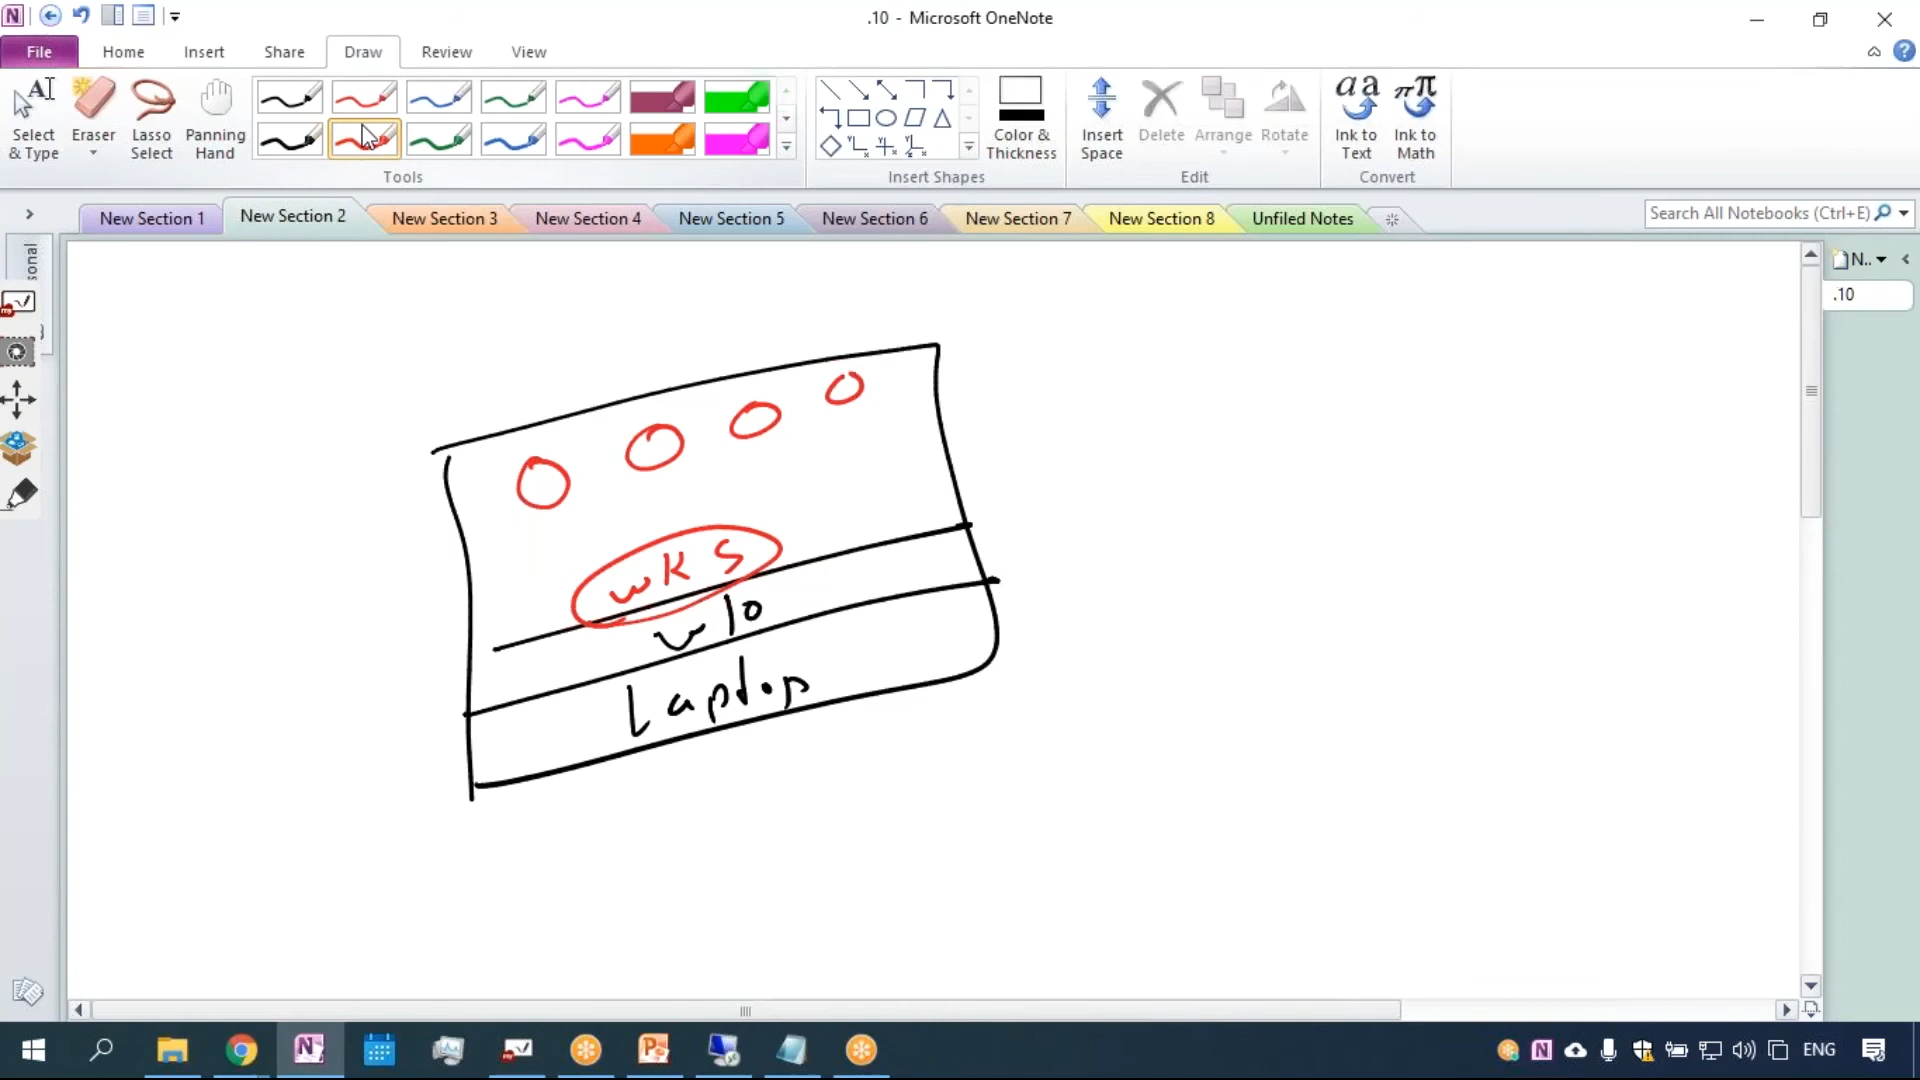 .10 - Microsoft OneNote
File Home Insert Share Draw Review View
Select & Type
Eraser
Lasso Select
Panning Hand
Color & Thickness
Insert Space
Delete
Arrange
Rotate
Ink to Text
Ink to Math
Tools
Insert Shapes
Edit
Convert
New Section 1 New Section 2 New Section 3 New Section 4 New Section 5 New Section 6 New Section 7 New Section 8 Unfiled Notes
Search All Notebooks (Ctrl+E)
sonal
N..
.10
WKS
W10
Laptop
ENG